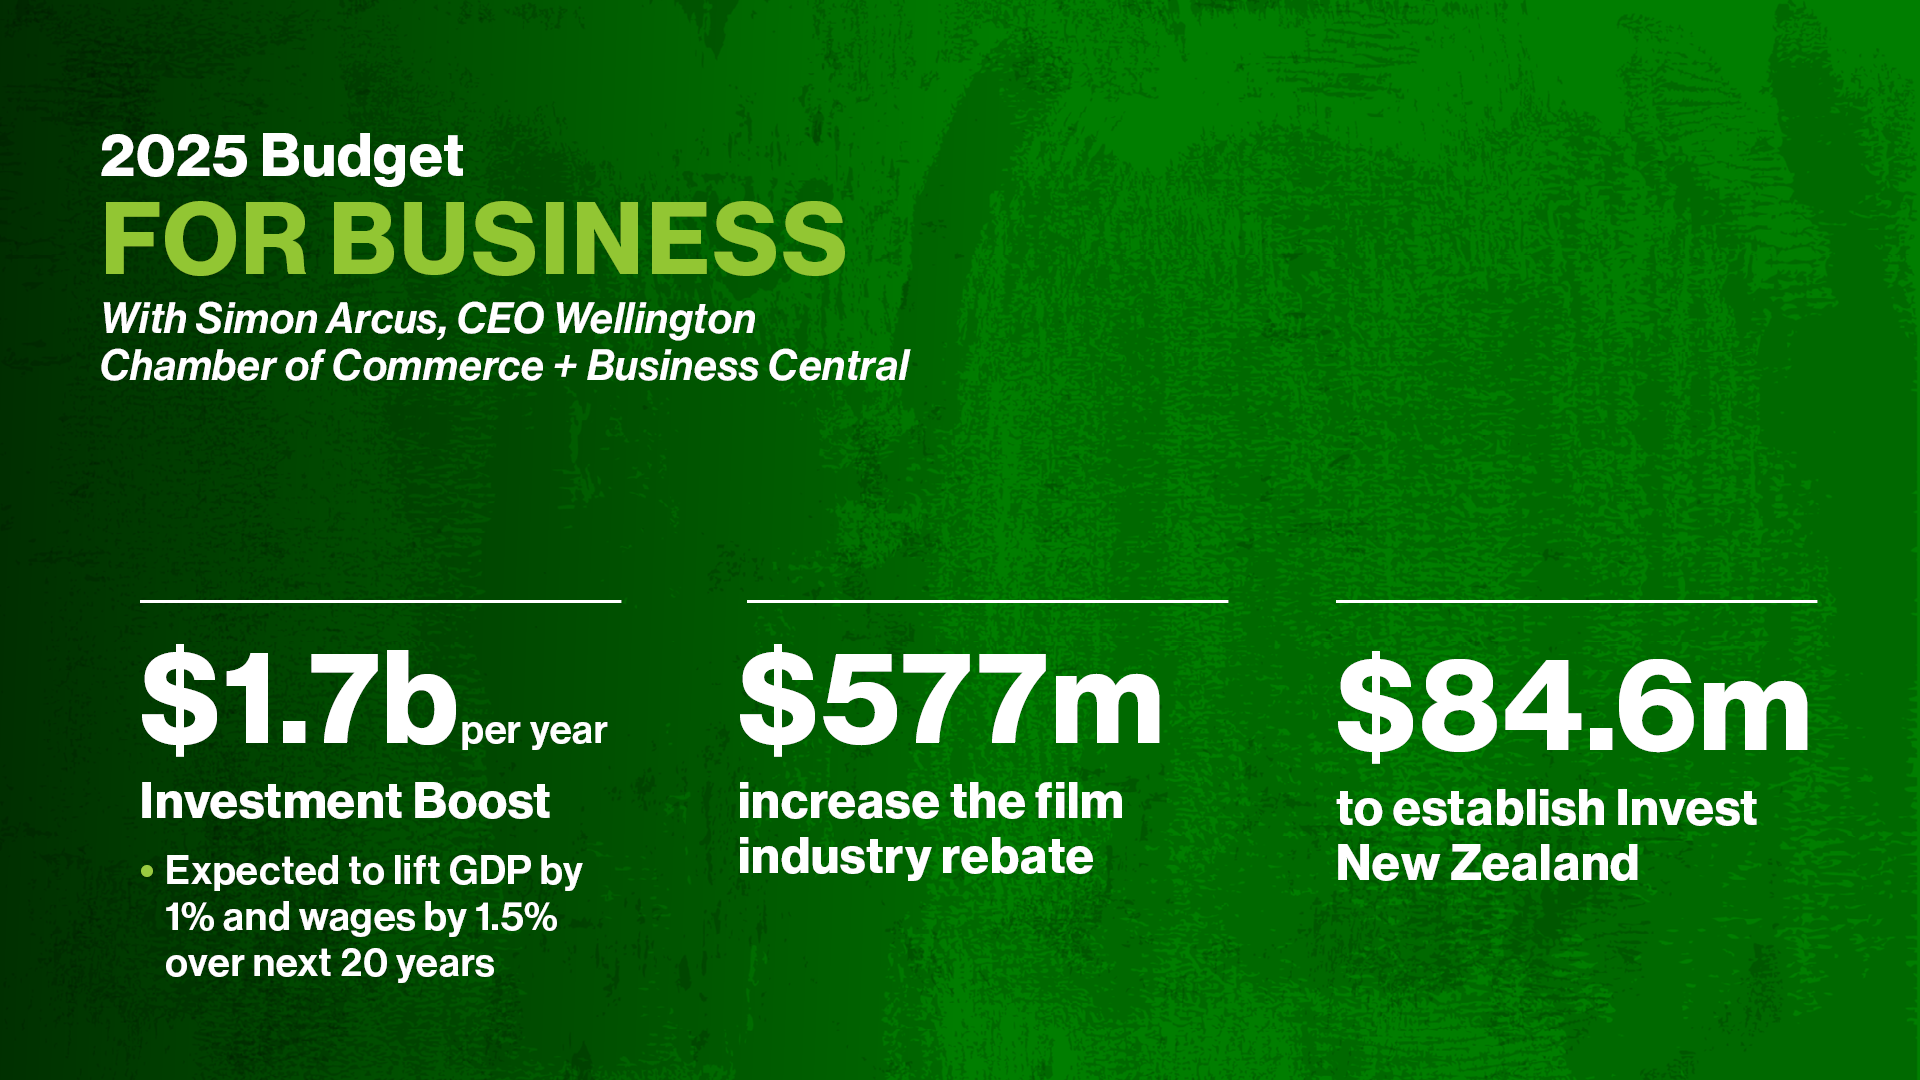 2025 Budget
FOR BUSINESS
With Simon Arcus, CEO Wellington
Chamber of Commerce + Business Central
$1.7b per year
Investment Boost
• Expected to lift GDP by
1% and wages by 1.5%
over next 20 years
$577m
increase the film
industry rebate
$84.6m
to establish Invest
New Zealand